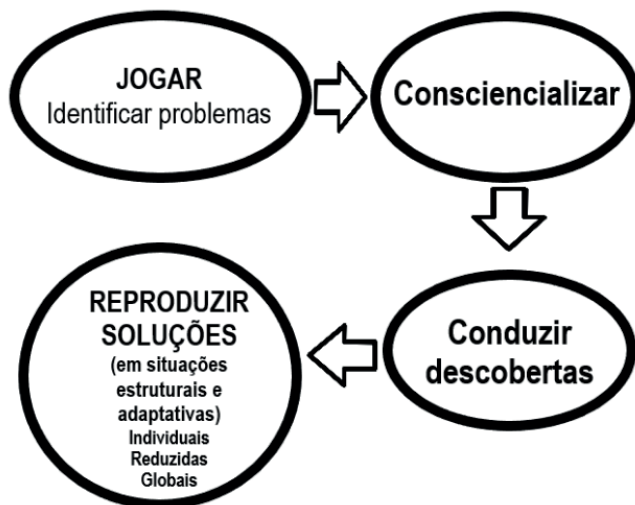 JOGAR
Identificar problemas
Consciencializar
Conduzir
descobertas
REPRODUZIR
SOLUÇÕES
(em situações
estruturais e
adaptativas)
Individuais
Reduzidas
Globais